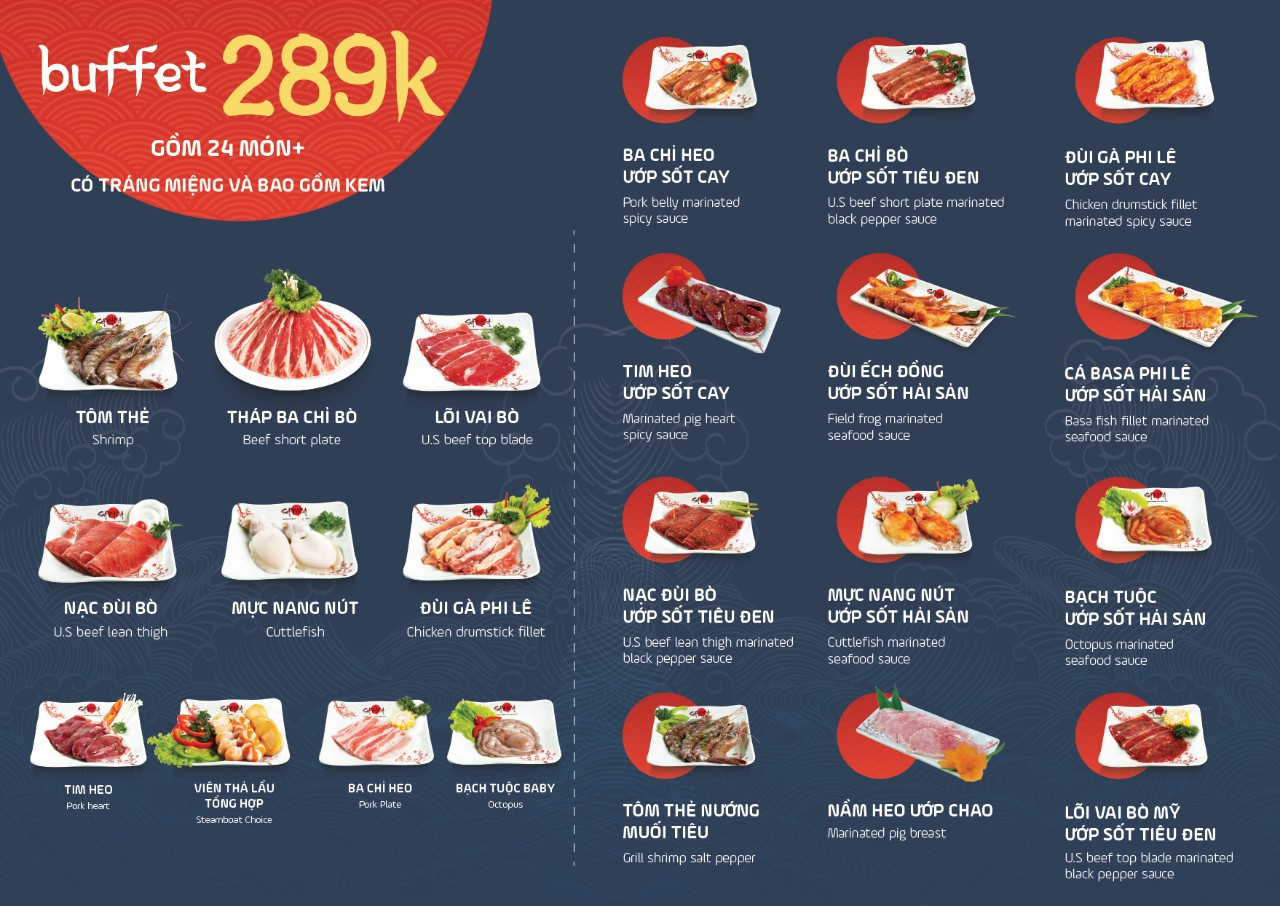 buffet 289k
GỒM 24 MÓN+
CÓ TRÁNG MIỆNG VÀ BAO GỒM KEM
TÔM THẺ
Shrimp
THÁP BA CHỈ BÒ
Beef short plate
LÕI VAI BÒ
U.S beef top blade
NẠC ĐÙI BÒ
U.S beef lean thigh
MỰC NANG NÚT
Cuttlefish
ĐÙI GÀ PHI LÊ
Chicken drumstick fillet
TIM HEO
Pork heart
VIÊN THẢ LẨU
TỔNG HỢP
Steamboat Choice
BA CHỈ HEO
Pork Plate
BẠCH TUỘC BABY
Octopus
BA CHỈ HEO
ƯỚP SỐT CAY
Pork belly marinated
spicy sauce
BA CHỈ BÒ
ƯỚP SỐT TIÊU ĐEN
U.S beef short plate marinated
black pepper sauce
ĐÙI GÀ PHI LÊ
ƯỚP SỐT CAY
Chicken drumstick fillet
marinated spicy sauce
TIM HEO
ƯỚP SỐT CAY
Marinated pig heart
spicy sauce
ĐÙI ẾCH ĐỒNG
ƯỚP SỐT HẢI SẢN
Field frog marinated
seafood sauce
CÁ BASA PHI LÊ
ƯỚP SỐT HẢI SẢN
Basa fish fillet marinated
seafood sauce
NẠC ĐÙI BÒ
ƯỚP SỐT TIÊU ĐEN
U.S beef lean thigh marinated
black pepper sauce
MỰC NANG NÚT
ƯỚP SỐT HẢI SẢN
Cuttlefish marinated
seafood sauce
BẠCH TUỘC
ƯỚP SỐT HẢI SẢN
Octopus marinated
seafood sauce
TÔM THẺ NƯỚNG
MUỐI TIÊU
Grill shrimp salt pepper
NẦM HEO ƯỚP CHAO
Marinated pig breast
LÕI VAI BÒ MỸ
ƯỚP SỐT TIÊU ĐEN
U.S beef top blade marinated
black pepper sauce